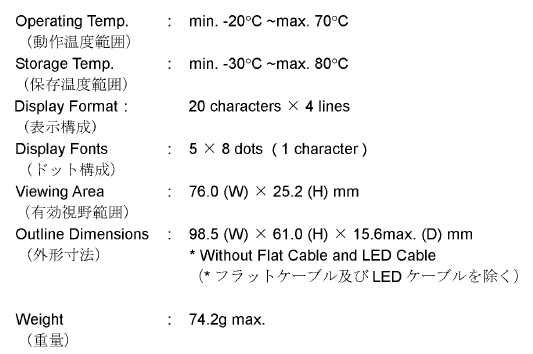 Operating Temp. : min. -20°C ~max. 70°C
（動作温度範囲）
Storage Temp. : min. -30°C ~max. 80°C
（保存温度範囲）
Display Format : 20 characters × 4 lines
（表示構成）
Display Fonts : 5 × 8 dots ( 1 character )
（ドット構成）
Viewing Area : 76.0 (W) × 25.2 (H) mm
（有効視野範囲）
Outline Dimensions : 98.5 (W) × 61.0 (H) × 15.6max. (D) mm
（外形寸法） * Without Flat Cable and LED Cable
（* フラットケーブル及び LED ケーブルを除く）
Weight : 74.2g max.
（重量）